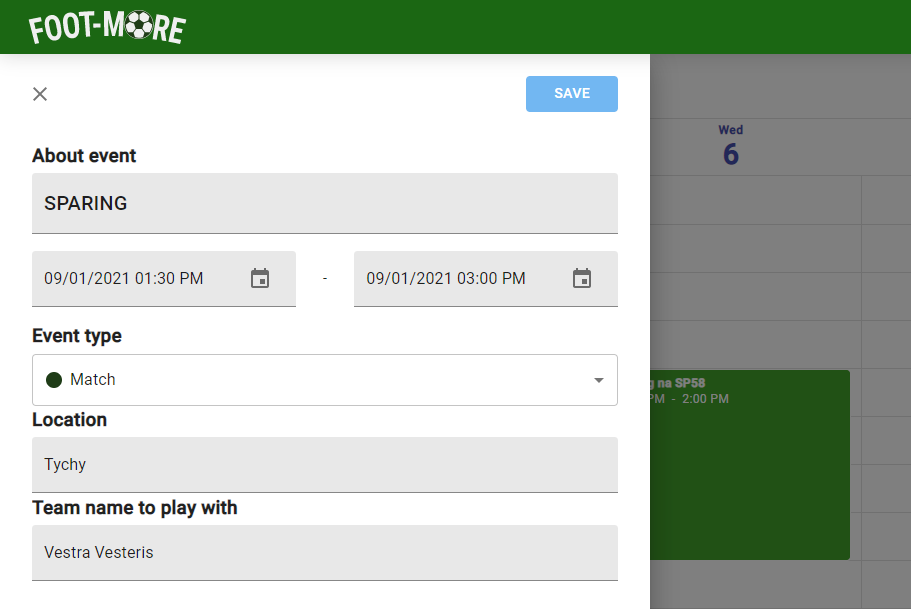 FOOT-MORE
SAVE
About event
SPARING
09/01/2021 01:30 PM - 09/01/2021 03:00 PM
Event type
Match
Location
Tychy
Team name to play with
Vestra Vesteris
Wed
6
na SP58
PM - 2:00 PM